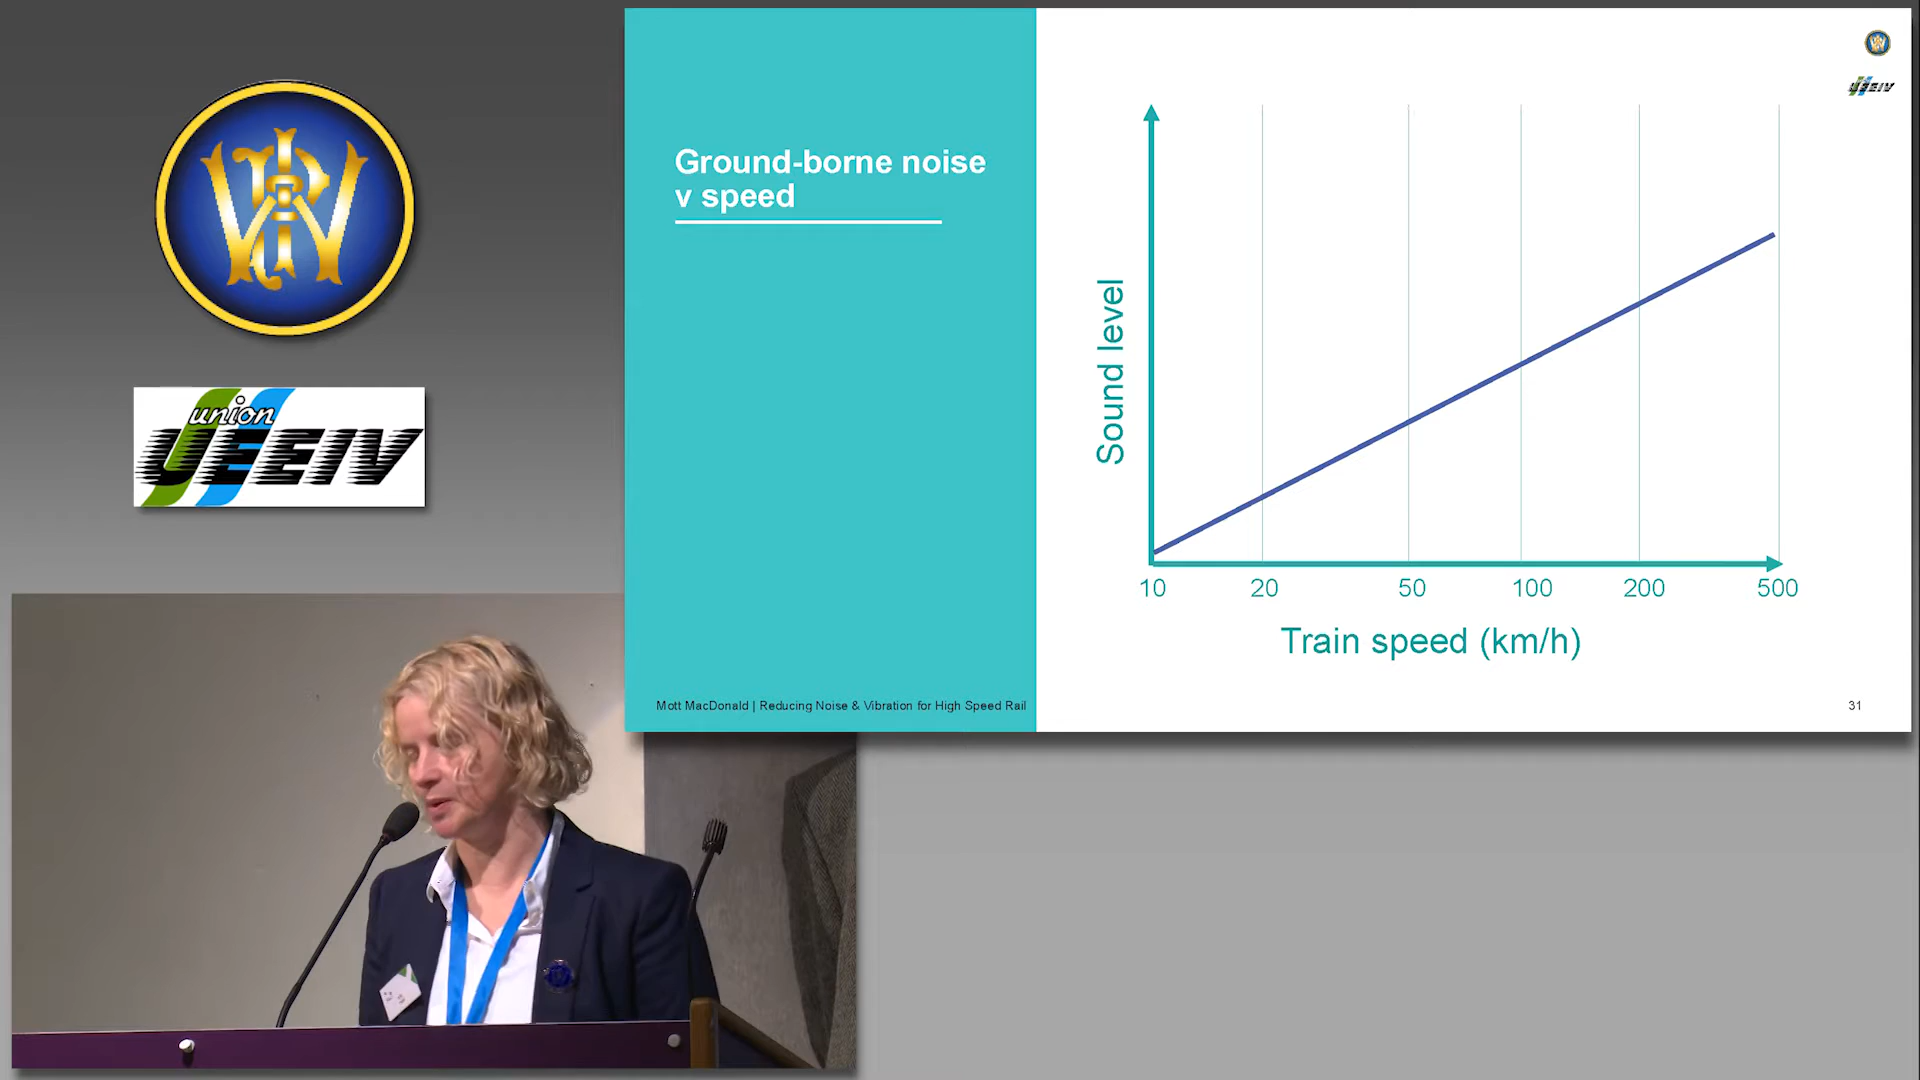 union
UEEIV
UEEIV
Ground-borne noise
v speed
Sound level
10 20 50 100 200 500
Train speed (km/h)
Mott MacDonald | Reducing Noise & Vibration for High Speed Rail
31